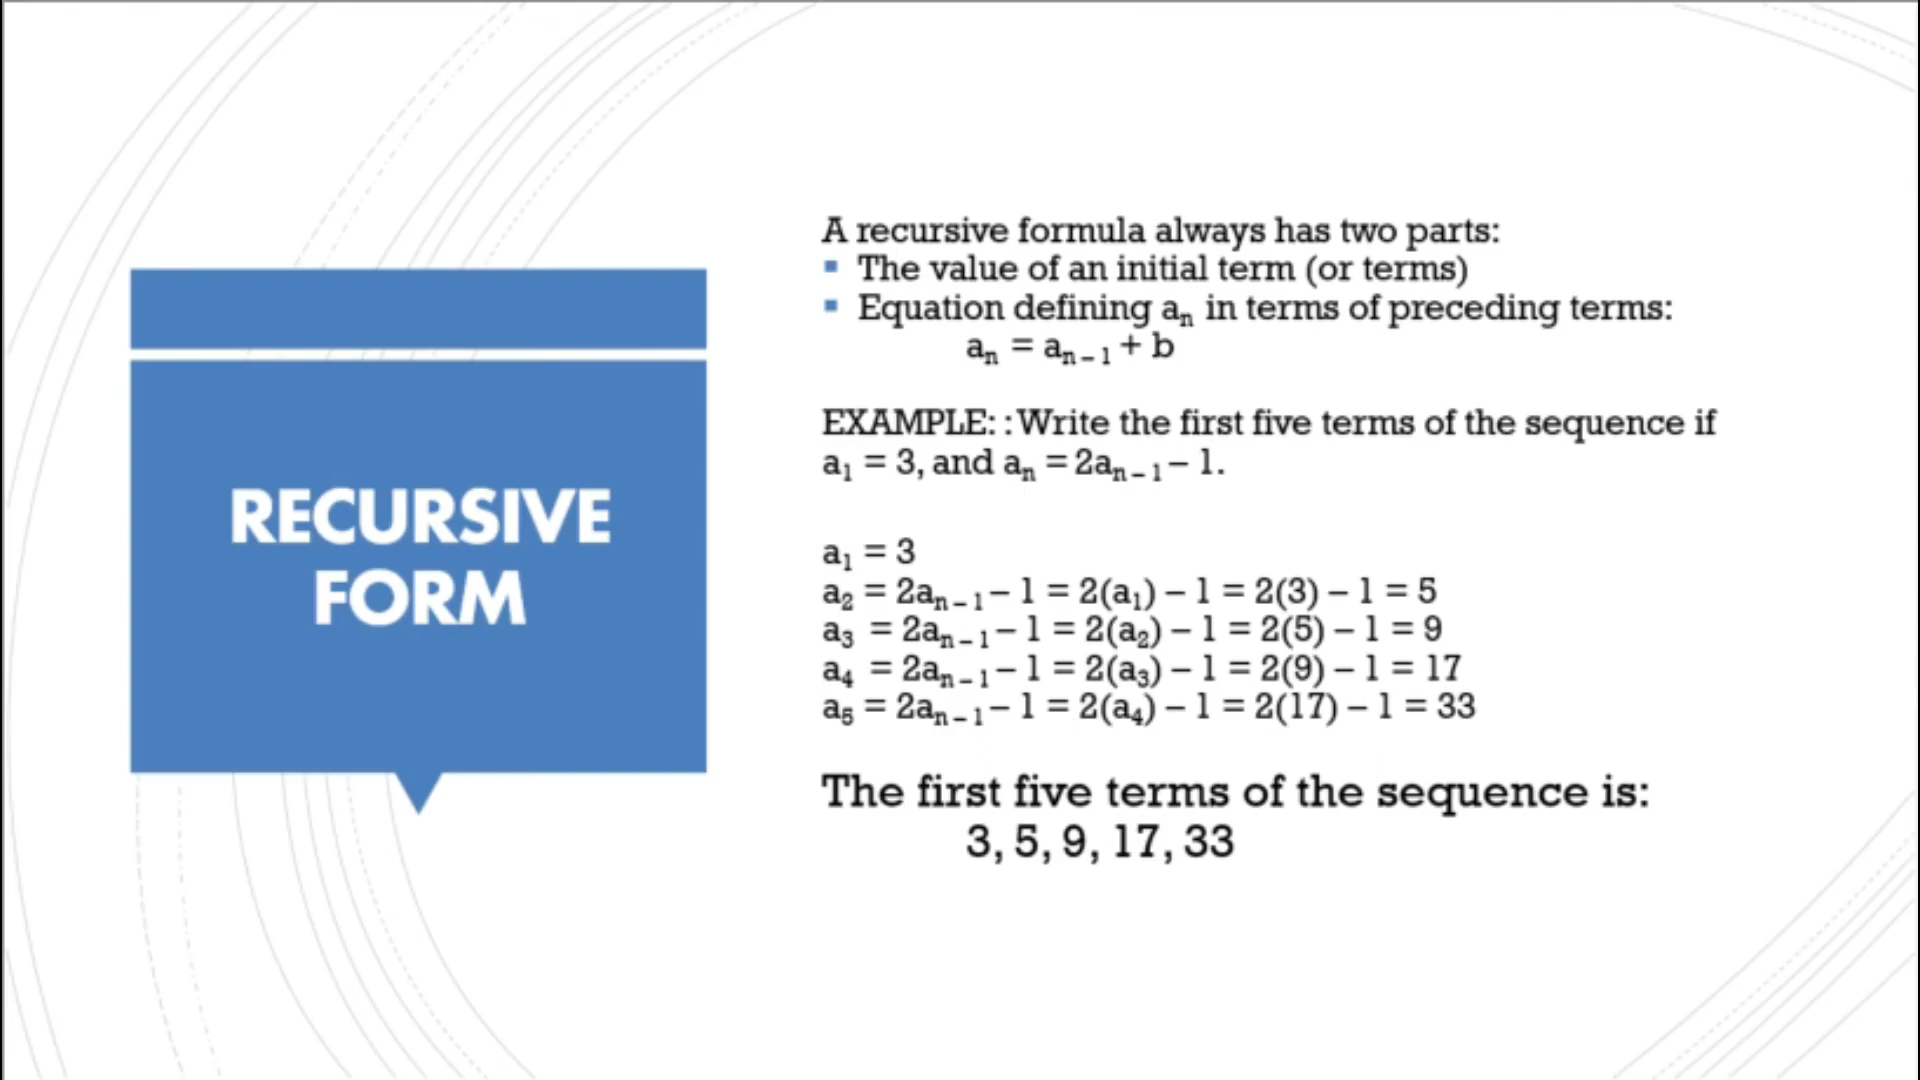 RECURSIVE
FORM
A recursive formula always has two parts:
▪ The value of an initial term (or terms)
▪ Equation defining aₙ in terms of preceding terms:
aₙ = aₙ₋₁ + b
EXAMPLE: :Write the first five terms of the sequence if
a₁ = 3, and aₙ = 2aₙ₋₁ – 1.
a₁ = 3
a₂ = 2aₙ₋₁ – 1 = 2(a₁) – 1 = 2(3) – 1 = 5
a₃ = 2aₙ₋₁ – 1 = 2(a₂) – 1 = 2(5) – 1 = 9
a₄ = 2aₙ₋₁ – 1 = 2(a₃) – 1 = 2(9) – 1 = 17
a₅ = 2aₙ₋₁ – 1 = 2(a₄) – 1 = 2(17) – 1 = 33
The first five terms of the sequence is:
3, 5, 9, 17, 33